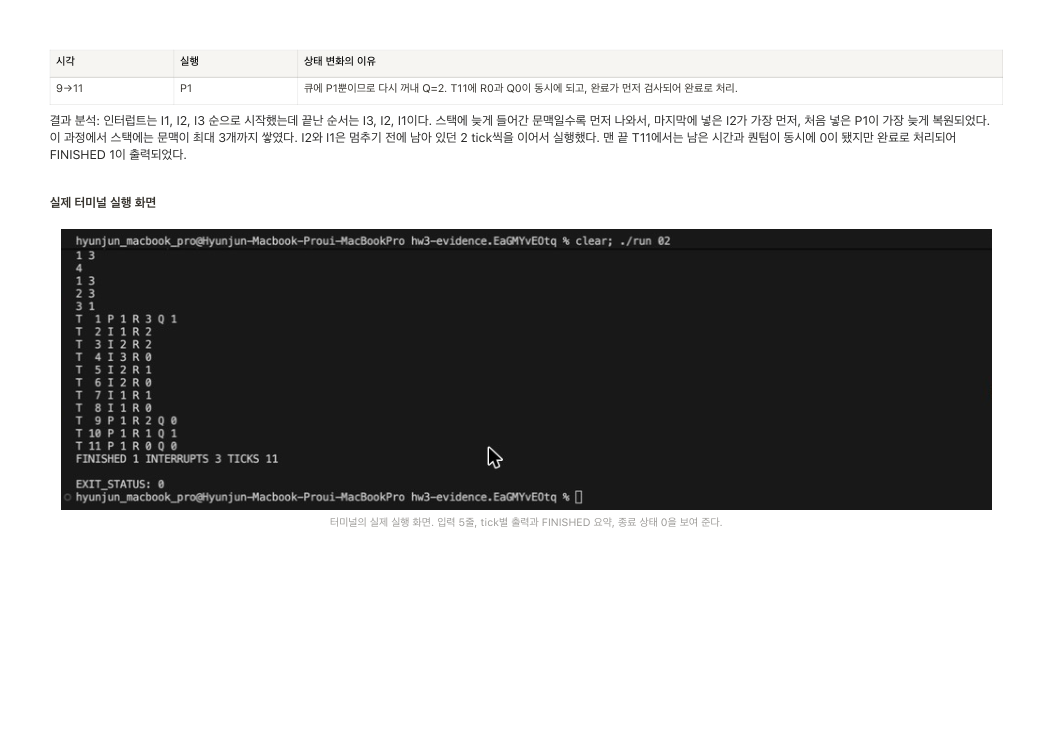 시각 실행 상태 변화의 이유
9→11 P1 큐에 P1뿐이므로 다시 꺼내 Q=2. T11에 R0과 Q0이 동시에 되고, 완료가 먼저 검사되어 완료로 처리.
결과 분석: 인터럽트는 I1, I2, I3 순으로 시작했는데 끝난 순서는 I3, I2, I1이다. 스택에 늦게 들어간 문맥일수록 먼저 나와서, 마지막에 넣은 I2가 가장 먼저, 처음 넣은 P1이 가장 늦게 복원되었다.
이 과정에서 스택에는 문맥이 최대 3개까지 쌓였다. I2와 I1은 멈추기 전에 남아 있던 2 tick씩을 이어서 실행했다. 맨 끝 T11에서는 남은 시간과 퀀텀이 동시에 0이 됐지만 완료로 처리되어
FINISHED 1이 출력되었다.
실제 터미널 실행 화면
hyunjun_macbook_pro@Hyunjun-Macbook-Proui-MacBookPro hw3-evidence.EaGMYvEOtq % clear; ./run 02
1 3
4
1 3
2 3
3 1
T  1 P 1 R 3 Q 1
T  2 I 1 R 2
T  3 I 2 R 2
T  4 I 3 R 0
T  5 I 2 R 1
T  6 I 2 R 0
T  7 I 1 R 1
T  8 I 1 R 0
T  9 P 1 R 2 Q 0
T 10 P 1 R 1 Q 1
T 11 P 1 R 0 Q 0
FINISHED 1 INTERRUPTS 3 TICKS 11
EXIT_STATUS: 0
hyunjun_macbook_pro@Hyunjun-Macbook-Proui-MacBookPro hw3-evidence.EaGMYvEOtq %
터미널의 실제 실행 화면. 입력 5줄, tick별 출력과 FINISHED 요약, 종료 상태 0을 보여 준다.